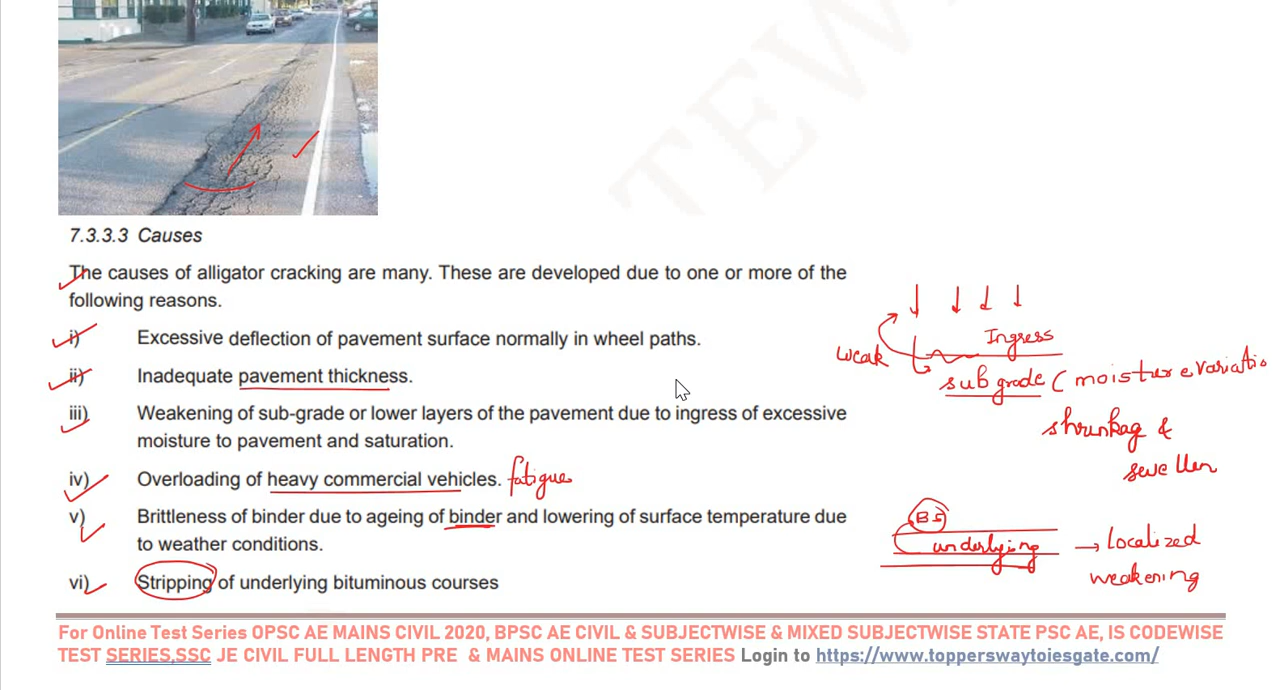 TEW
7.3.3.3 Causes
The causes of alligator cracking are many. These are developed due to one or more of the
following reasons.
i) Excessive deflection of pavement surface normally in wheel paths.
ii) Inadequate pavement thickness.
iii) Weakening of sub-grade or lower layers of the pavement due to ingress of excessive
moisture to pavement and saturation.
iv) Overloading of heavy commercial vehicles. fatigue
v) Brittleness of binder due to ageing of binder and lowering of surface temperature due
to weather conditions.
vi) Stripping of underlying bituminous courses
Ingress
weak
subgrade (moisture variatio
shrinkag &
swellin
BS
underlying → localized
weakening
For Online Test Series OPSC AE MAINS CIVIL 2020, BPSC AE CIVIL & SUBJECTWISE & MIXED SUBJECTWISE STATE PSC AE, IS CODEWISE
TEST SERIES,SSC JE CIVIL FULL LENGTH PRE & MAINS ONLINE TEST SERIES Login to https://www.topperswaytoiesgate.com/